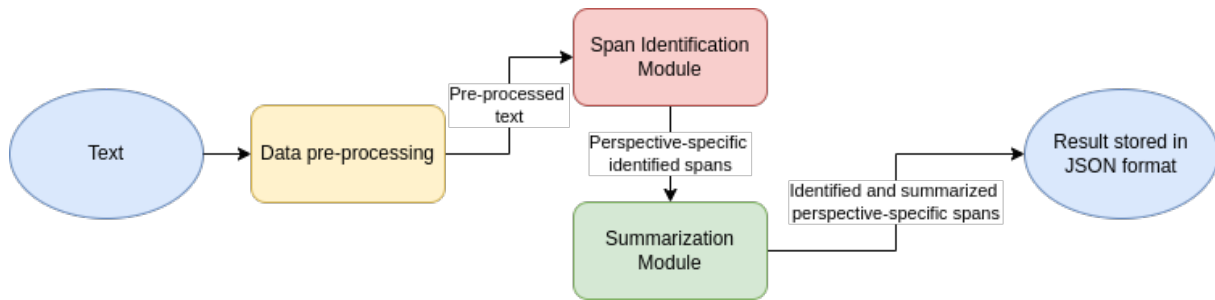 Text
Data pre-processing
Pre-processed
text
Span Identification
Module
Perspective-specific
identified spans
Summarization
Module
Identified and summarized
perspective-specific spans
Result stored in
JSON format